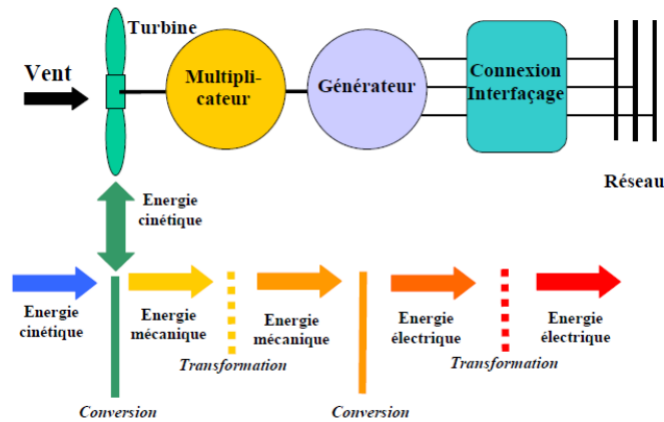 Turbine
Vent
Multipli-
cateur
Générateur
Connexion
Interfaçage
Réseau
Energie
cinétique
Energie
cinétique
Energie
mécanique
Transformation
Energie
mécanique
Energie
électrique
Transformation
Energie
électrique
Conversion
Conversion